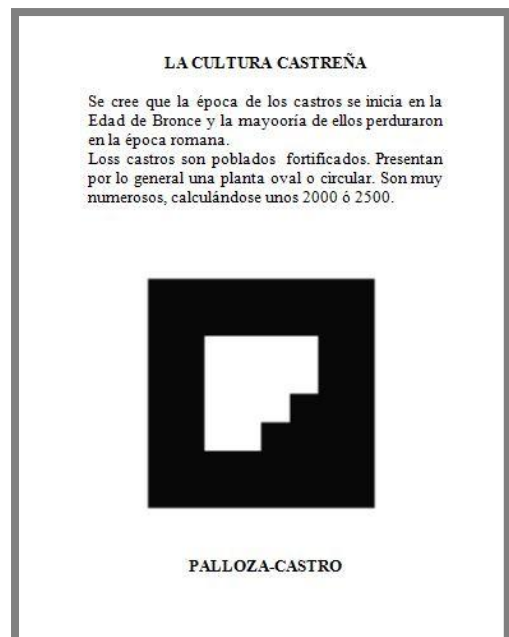 LA CULTURA CASTREÑA
Se cree que la época de los castros se inicia en la
Edad de Bronce y la mayooría de ellos perduraron
en la época romana.
Loss castros son poblados fortificados. Presentan
por lo general una planta oval o circular. Son muy
numerosos, calculándose unos 2000 ó 2500.
PALLOZA-CASTRO